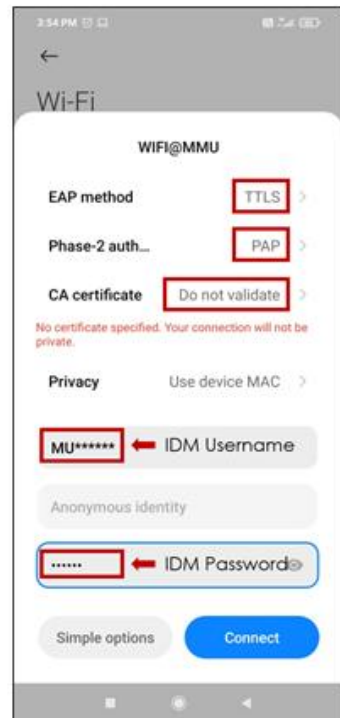 2:54 PM
Wi-Fi
WIFI@MMU
EAP method TTLS
Phase-2 auth... PAP
CA certificate Do not validate
No certificate specified. Your connection will not be
private.
Privacy Use device MAC
MU****** IDM Username
Anonymous identity
...... IDM Password
Simple options Connect